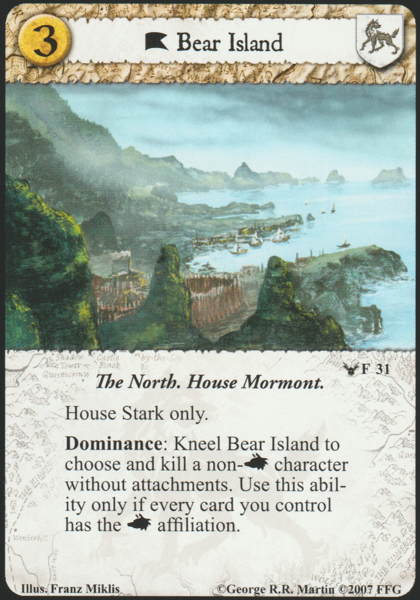 3
Bear Island
F 31
The North. House Mormont.
House Stark only.
Dominance: Kneel Bear Island to
choose and kill a non- character
without attachments. Use this abil-
ity only if every card you control
has the affiliation.
Winterfell
Illus. Franz Miklis
©George R.R. Martin ©2007 FFG